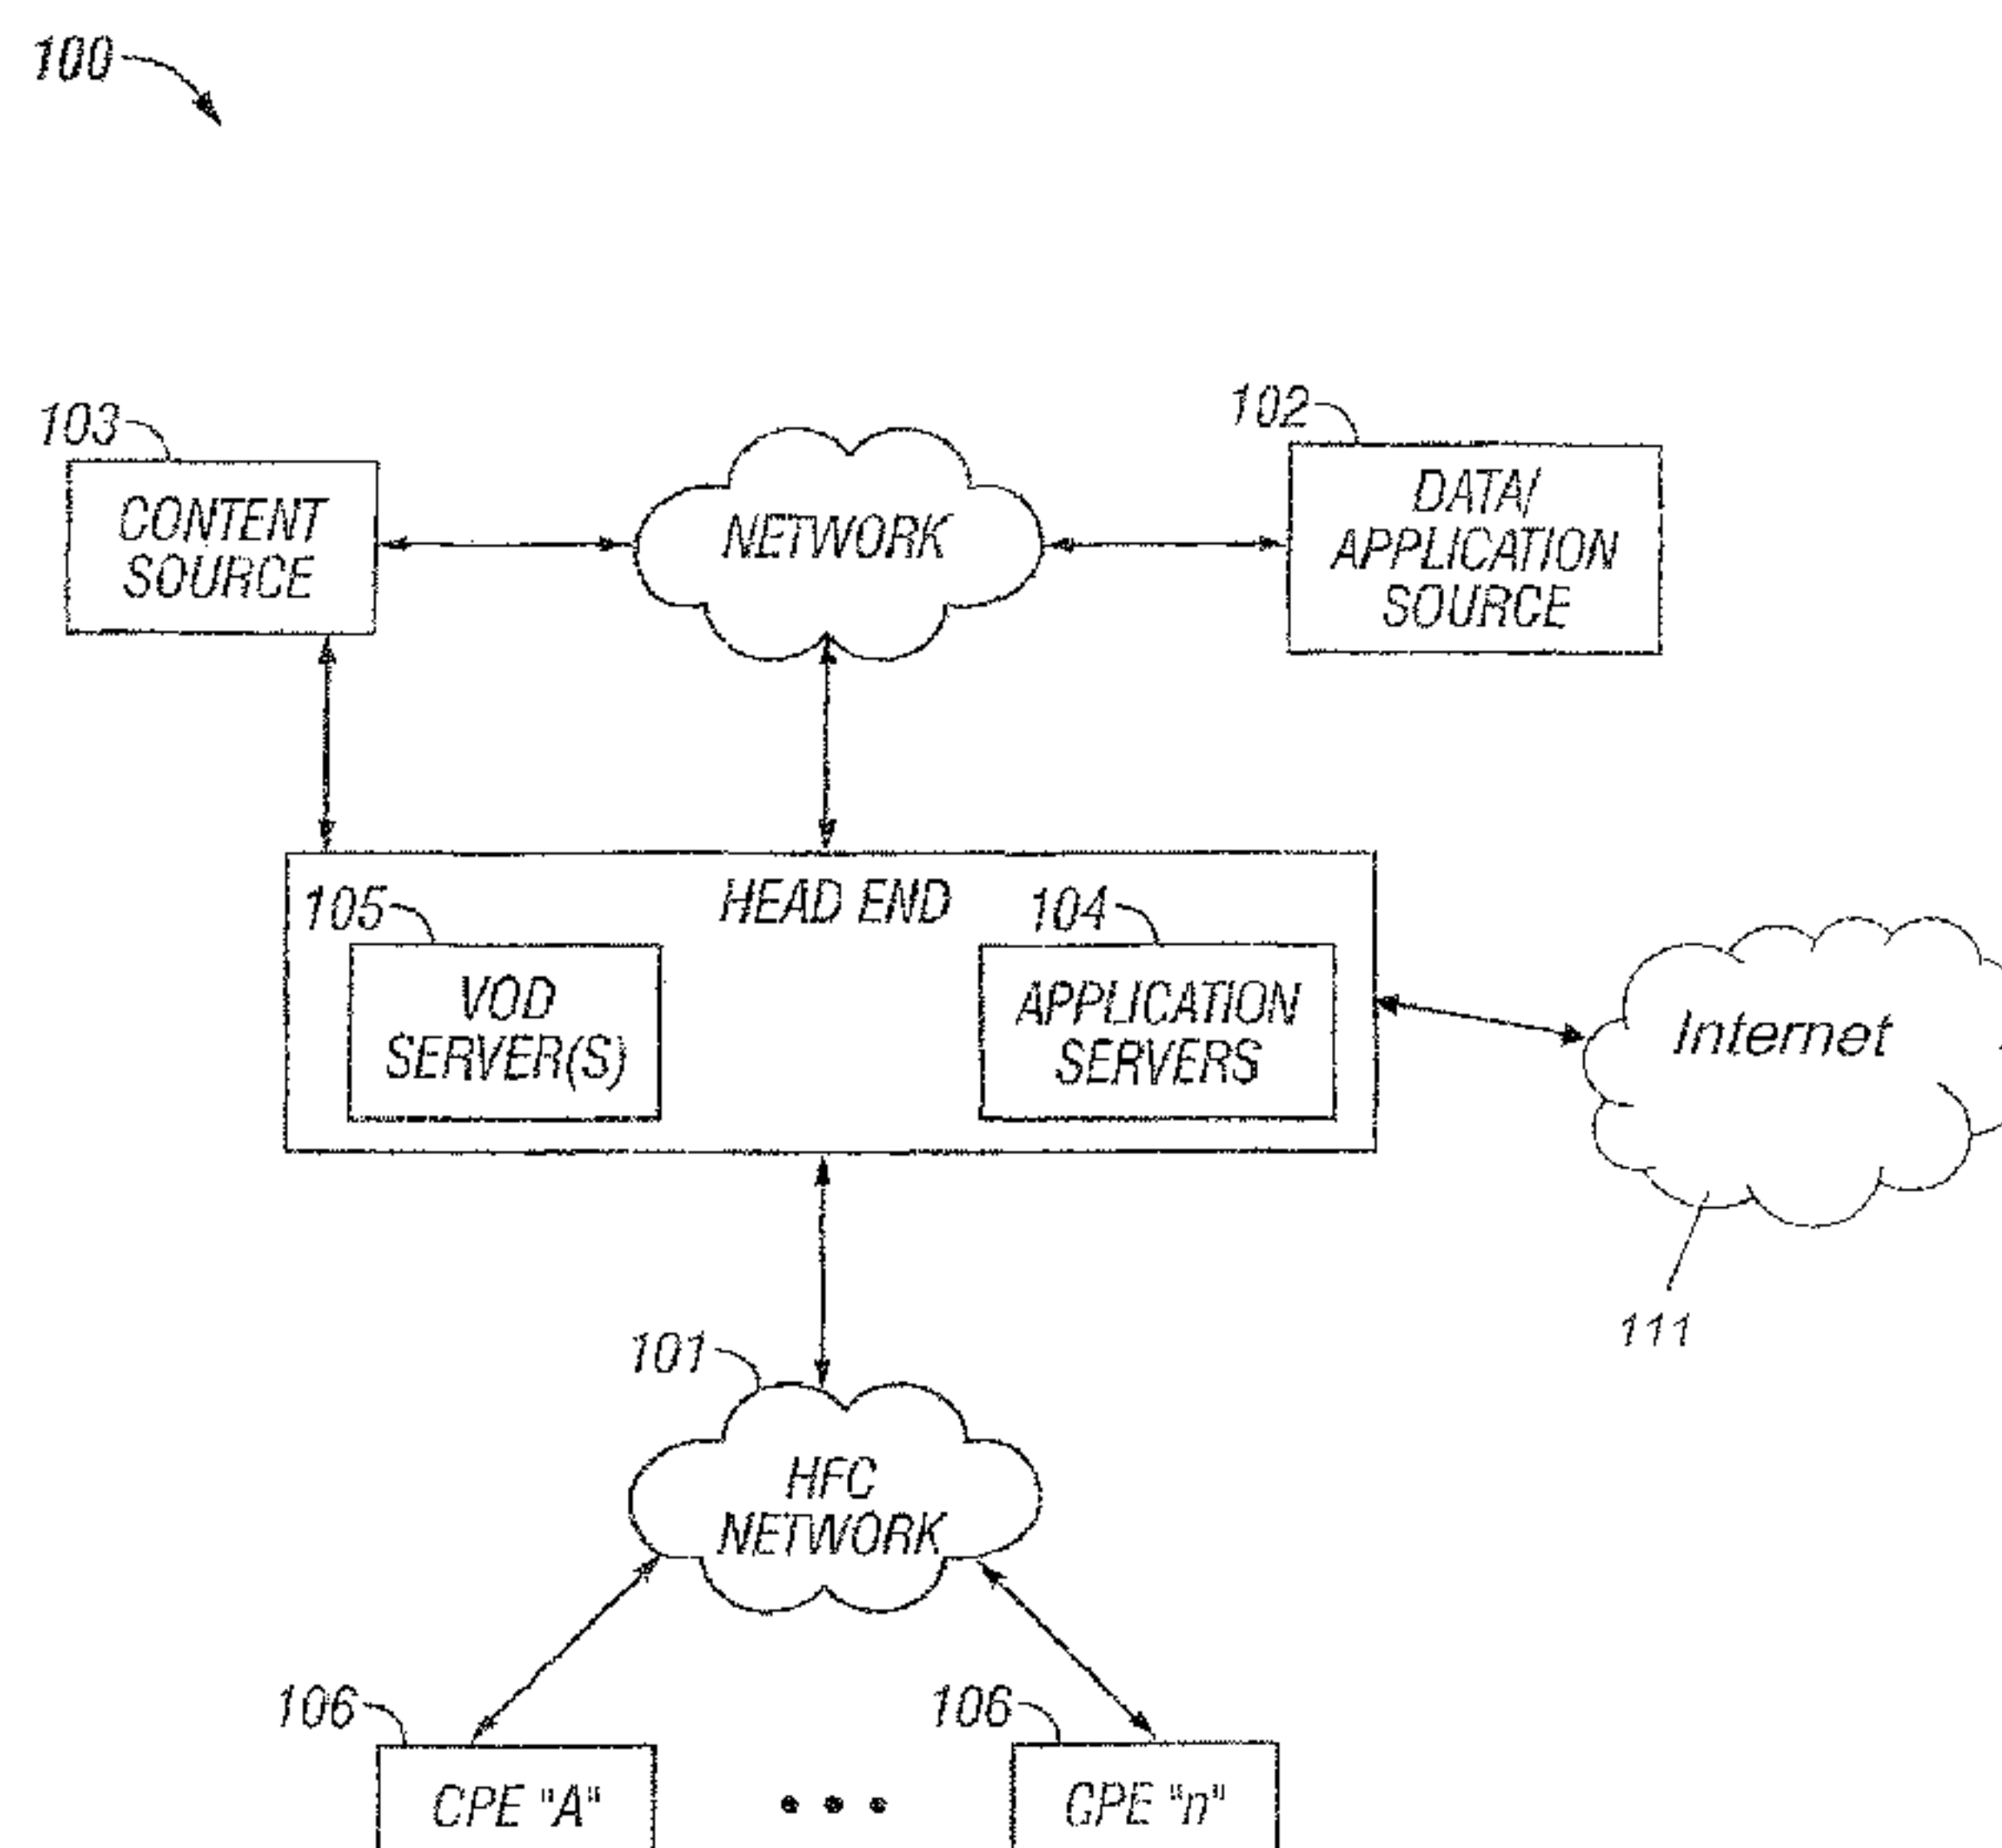 100
103
102
CONTENT
SOURCE
NETWORK
DATA/
APPLICATION
SOURCE
HEAD END
105
104
VOD
SERVER(S)
APPLICATION
SERVERS
Internet
111
101
HFC
NETWORK
106
106
CPE "A"
CPE "n"